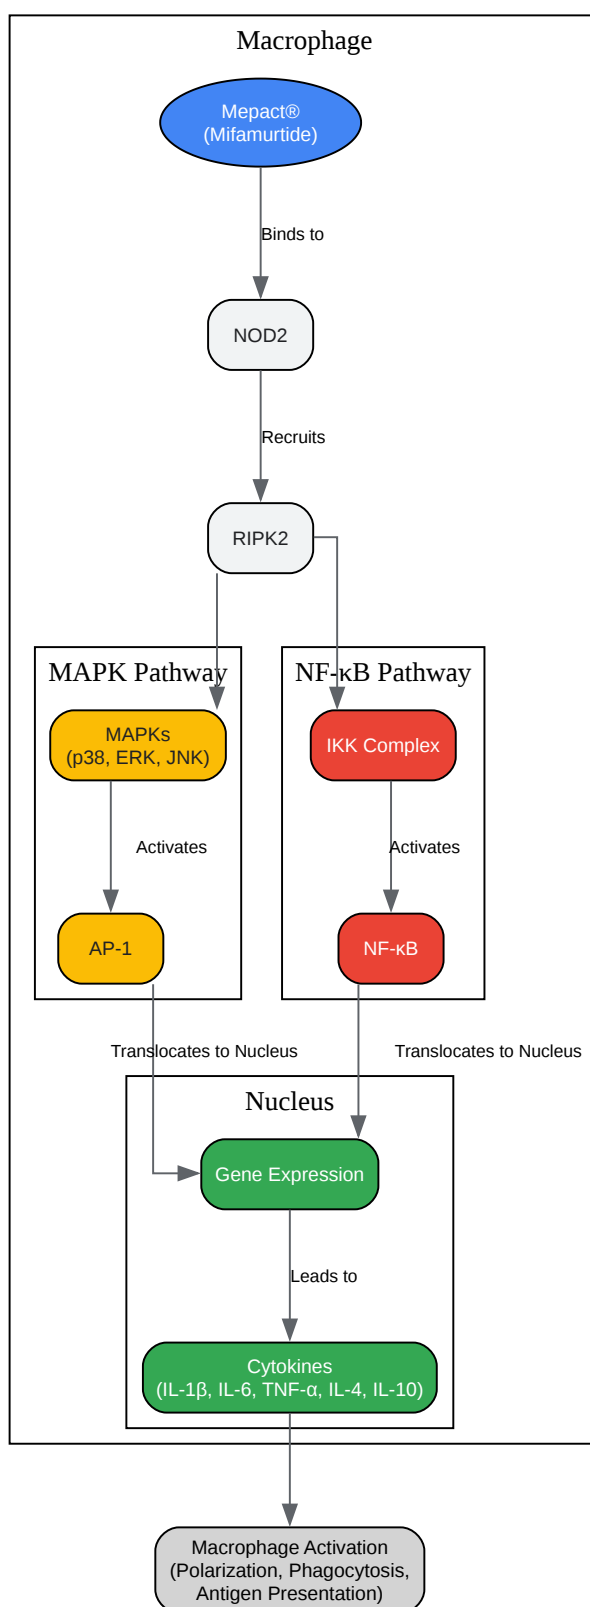 Macrophage
Mepact®
(Mifamurtide)
Binds to
NOD2
Recruits
RIPK2
MAPK Pathway
NF-κB Pathway
MAPKs
(p38, ERK, JNK)
IKK Complex
Activates
Activates
AP-1
NF-κB
Translocates to Nucleus
Translocates to Nucleus
Nucleus
Gene Expression
Leads to
Cytokines
(IL-1β, IL-6, TNF-α, IL-4, IL-10)
Macrophage Activation
(Polarization, Phagocytosis,
Antigen Presentation)